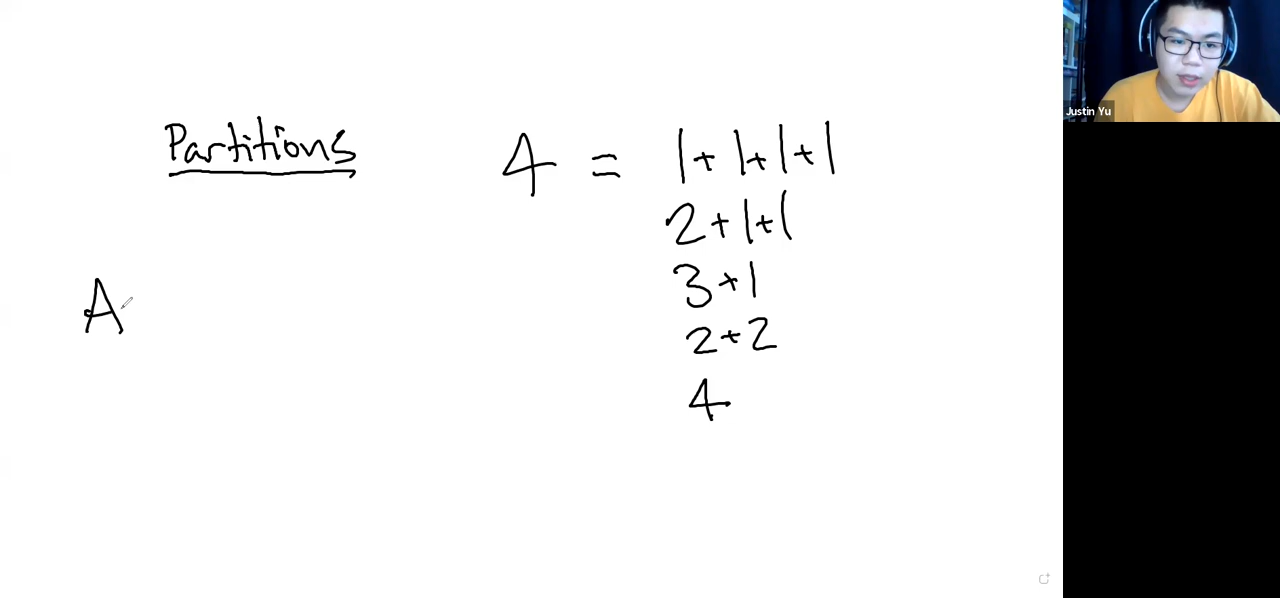 Partitions
4 = 1+1+1+1
2+1+1
3+1
2+2
4
A
Justin Yu